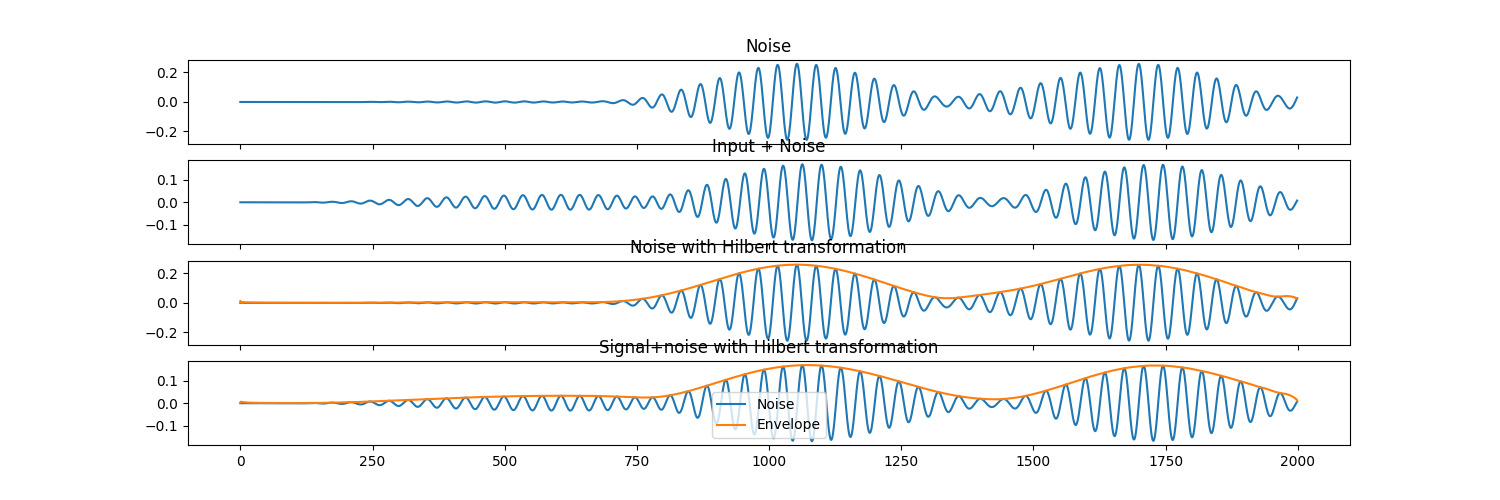 Noise
0.2
0.0
−0.2
Input + Noise
0.1
0.0
−0.1
Noise with Hilbert transformation
0.2
0.0
−0.2
Signal+noise with Hilbert transformation
0.1
0.0
−0.1
Noise
Envelope
0 250 500 750 1000 1250 1500 1750 2000